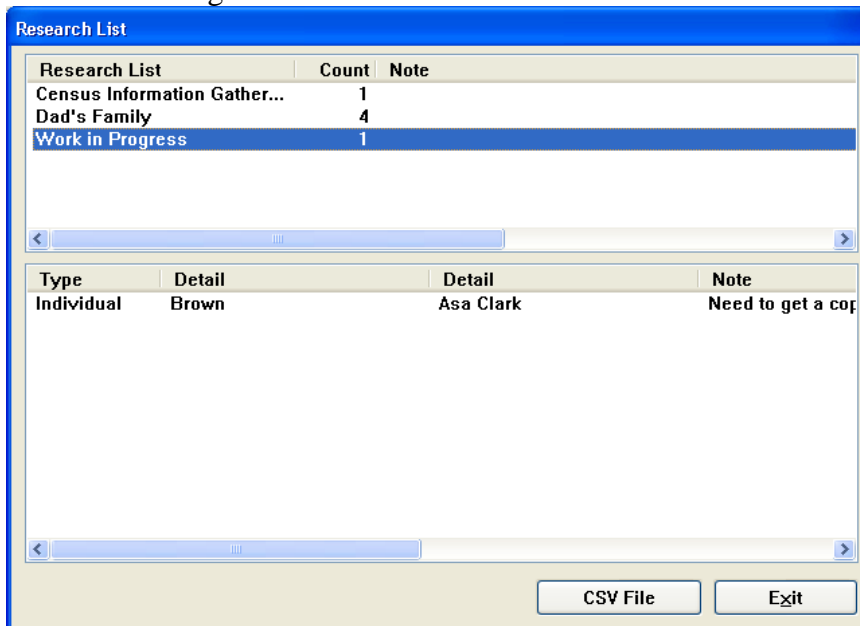 Research List
Research List Count Note
Census Information Gather... 1
Dad's Family 4
Work in Progress 1
Type Detail Detail Note
Individual Brown Asa Clark Need to get a cop
CSV File Exit